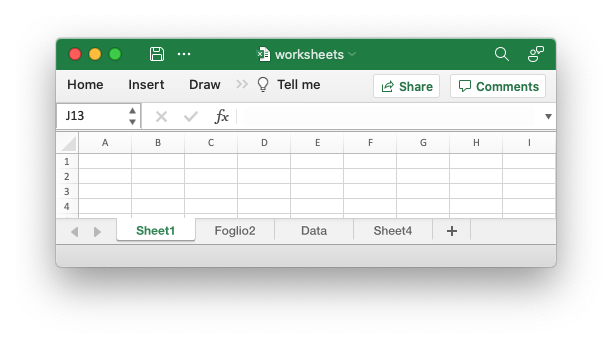 worksheets
Home Insert Draw Tell me Share Comments
J13 fx
A B C D E F G H I
1
2
3
4
Sheet1 Foglio2 Data Sheet4 +